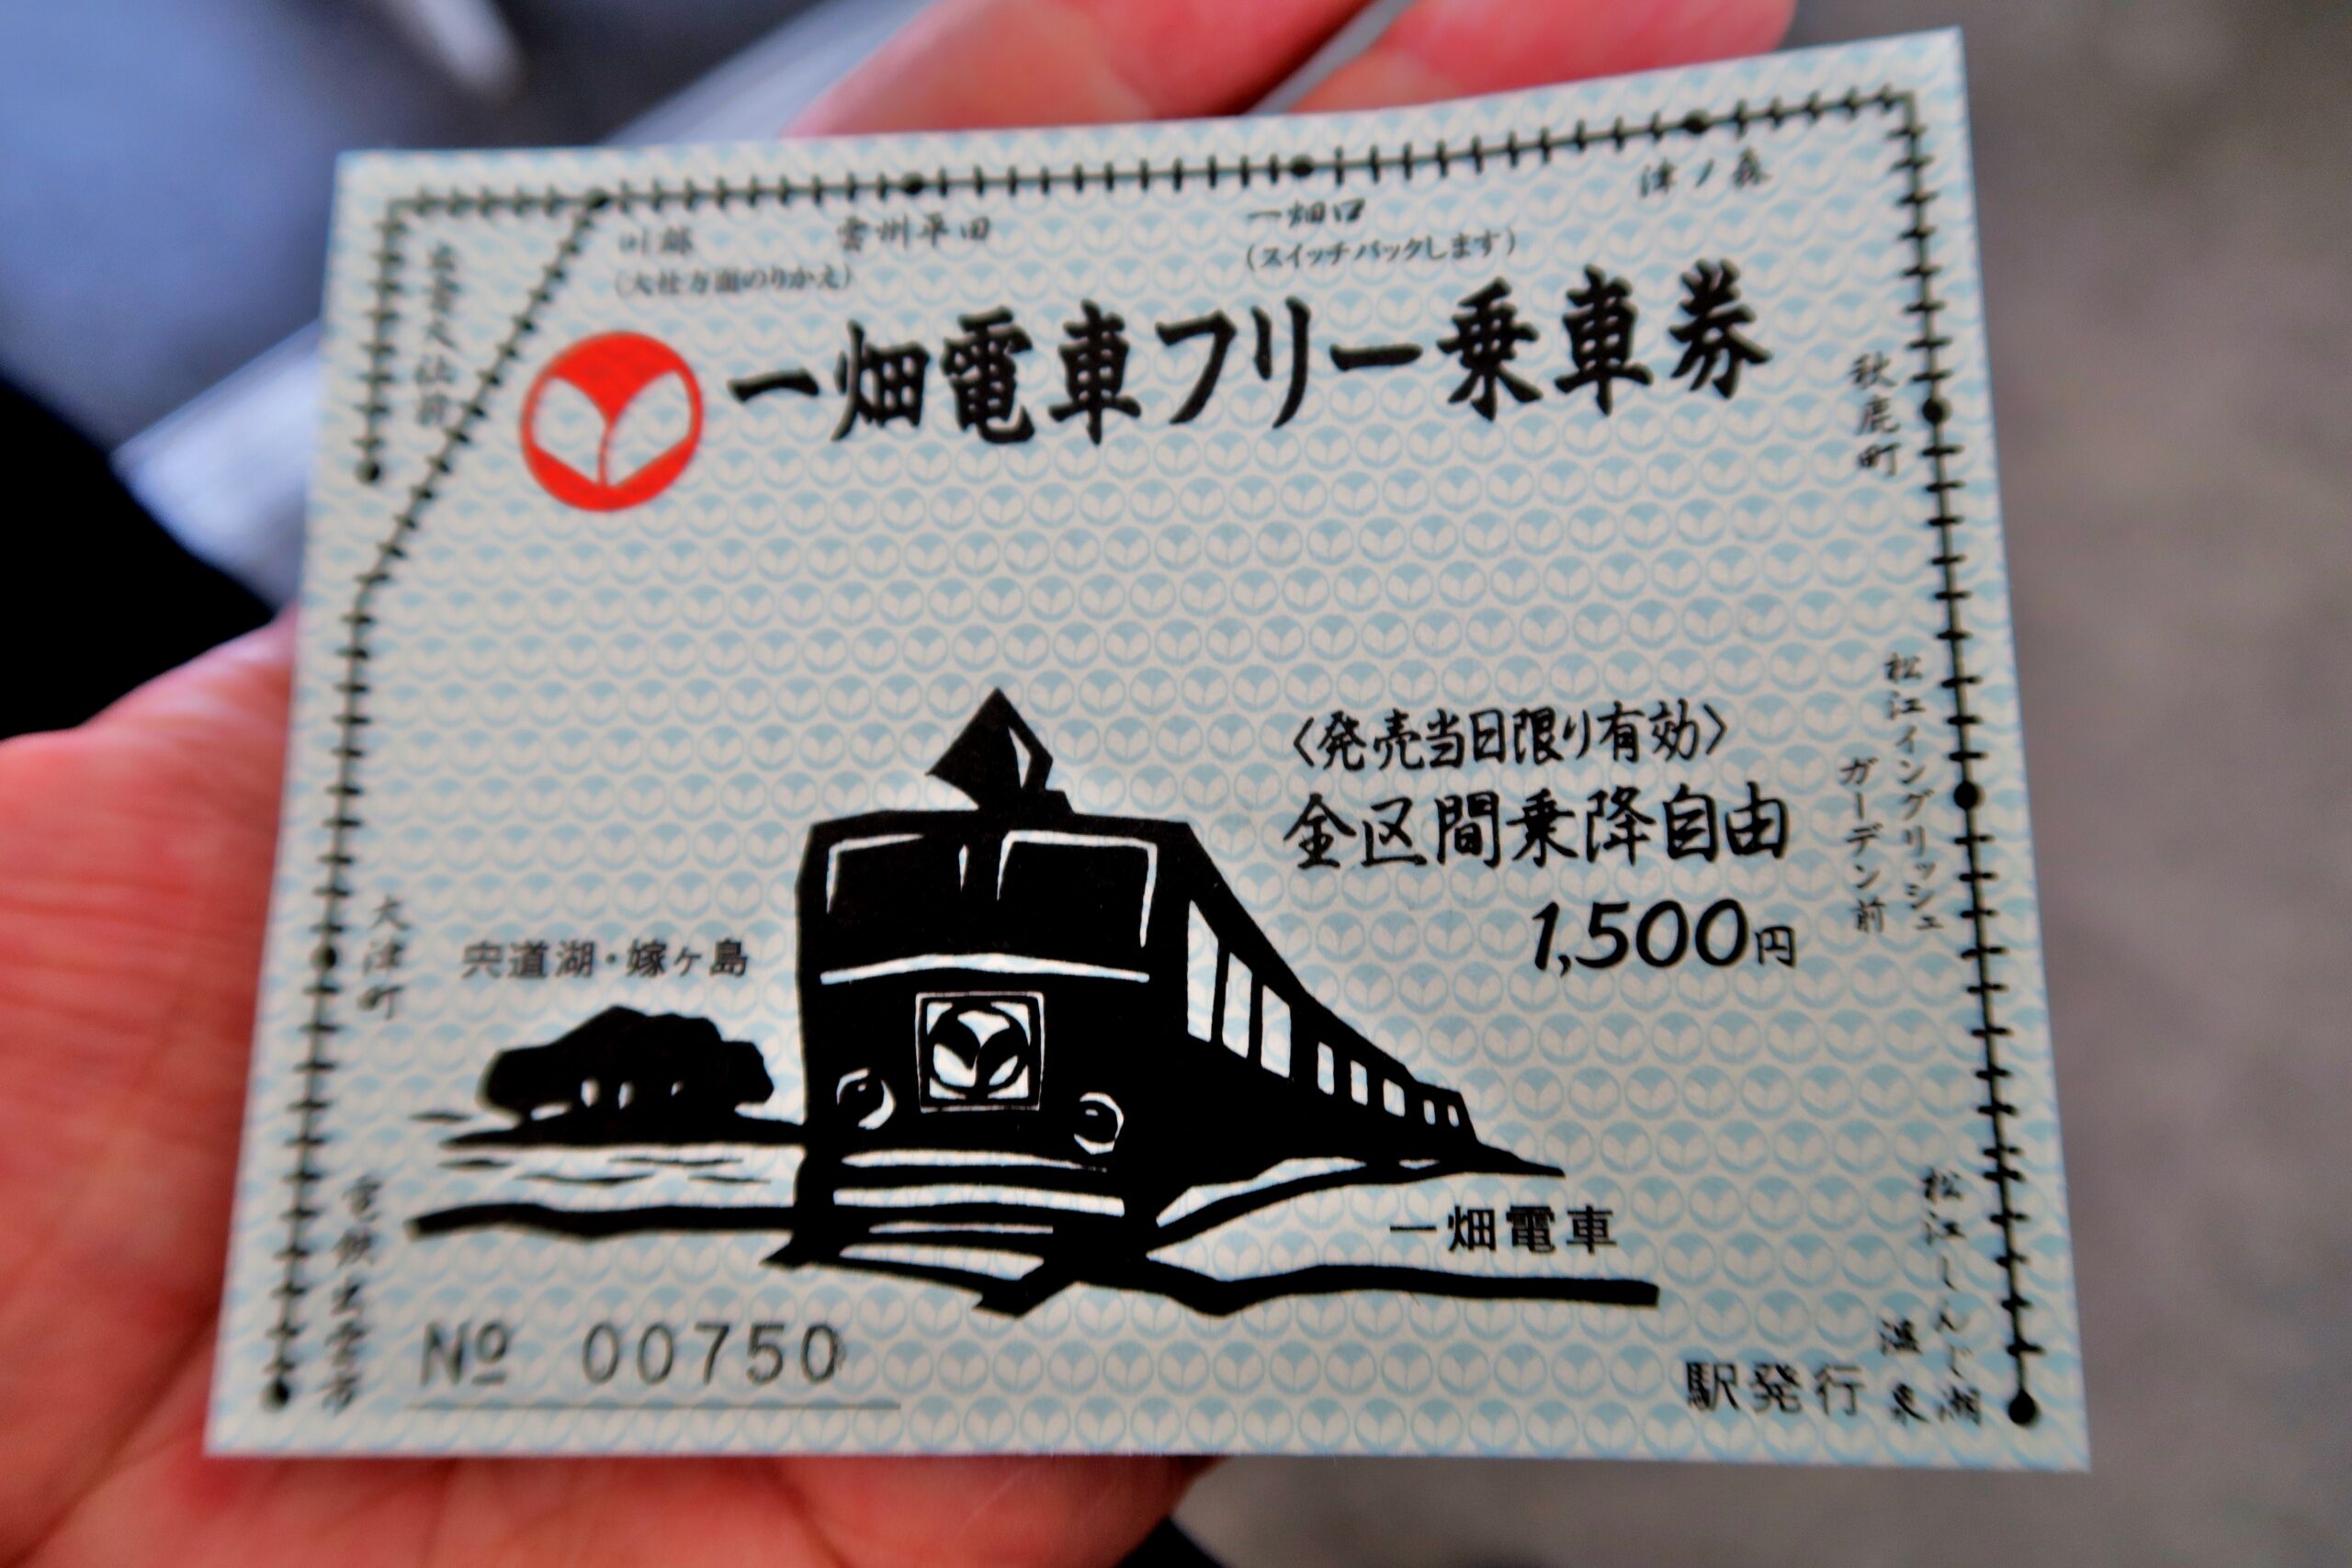 川跡
(大社方面のりかえ)
雲州平田
一畑口
(スイッチバックします)
津ノ森
出雲大社前
一畑電車フリー乗車券
秋鹿町
〈発売当日限り有効〉
全区間乗降自由
1,500円
松江イングリッシュ
ガーデン前
大津町
宍道湖・嫁ヶ島
一畑電車
電鉄出雲市
№ 00750
駅発行
松江しんじ湖
温泉